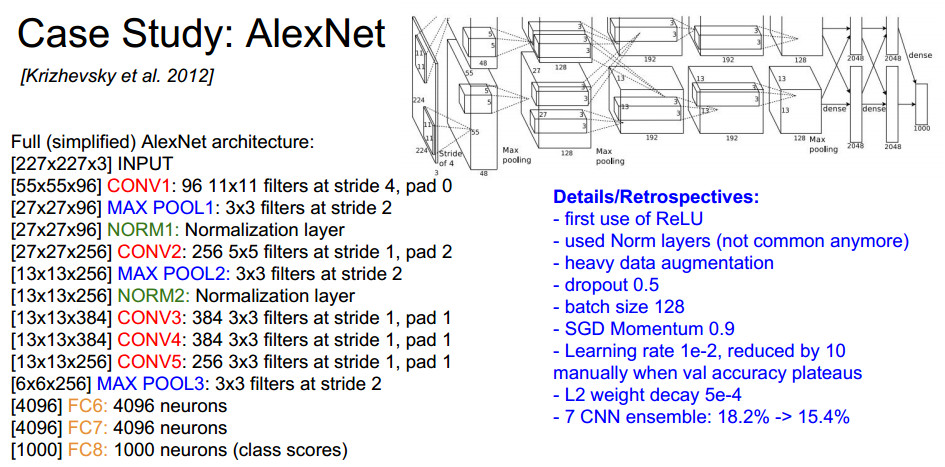 Case Study: AlexNet
[Krizhevsky et al. 2012]
Full (simplified) AlexNet architecture:
[227x227x3] INPUT
[55x55x96] CONV1: 96 11x11 filters at stride 4, pad 0
[27x27x96] MAX POOL1: 3x3 filters at stride 2
[27x27x96] NORM1: Normalization layer
[27x27x256] CONV2: 256 5x5 filters at stride 1, pad 2
[13x13x256] MAX POOL2: 3x3 filters at stride 2
[13x13x256] NORM2: Normalization layer
[13x13x384] CONV3: 384 3x3 filters at stride 1, pad 1
[13x13x384] CONV4: 384 3x3 filters at stride 1, pad 1
[13x13x256] CONV5: 256 3x3 filters at stride 1, pad 1
[6x6x256] MAX POOL3: 3x3 filters at stride 2
[4096] FC6: 4096 neurons
[4096] FC7: 4096 neurons
[1000] FC8: 1000 neurons (class scores)
11
11
224
5
5
48
55
27
3
3
128
3
3
192
3
3
192
128
2048
2048
dense
11
11
224
3
Stride
of 4
5
5
55
48
Max
pooling
27
3
3
128
Max
pooling
13
13
3
3
192
13
13
3
3
192
13
13
128
Max
pooling
dense
dense
2048
2048
1000
Details/Retrospectives:
- first use of ReLU
- used Norm layers (not common anymore)
- heavy data augmentation
- dropout 0.5
- batch size 128
- SGD Momentum 0.9
- Learning rate 1e-2, reduced by 10
manually when val accuracy plateaus
- L2 weight decay 5e-4
- 7 CNN ensemble: 18.2% -> 15.4%